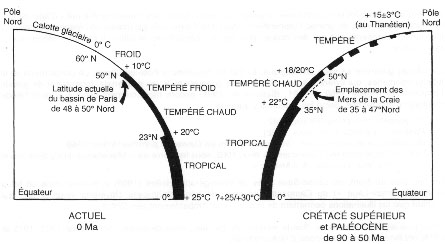 Pôle
Nord
Calotte glaciaire 0° C
60° N
FROID
+ 10°C
50° N
TEMPÉRÉ FROID
Latitude actuelle
du bassin de Paris
de 48 à 50° Nord
TEMPÉRÉ CHAUD
23°N
+ 20°C
TROPICAL
Équateur
0°
+ 25°C
ACTUEL
0 Ma
Pôle
Nord
+ 15±3°C
(au Thanétien)
TEMPÉRÉ
+ 18/20°C
50°N
TEMPÉRÉ CHAUD
+ 22°C
35°N
Emplacement des
Mers de la Craie
de 35 à 47°Nord
TROPICAL
?+25/+30°C
0°
Équateur
CRÉTACÉ SUPÉRIEUR
et PALÉOCÈNE
de 90 à 50 Ma